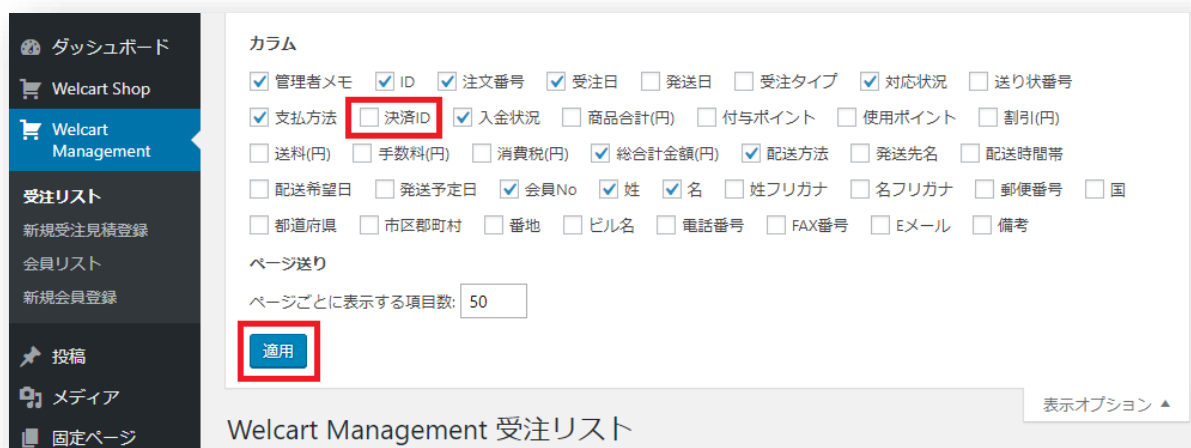 ダッシュボード
Welcart Shop
Welcart
Management
受注リスト
新規受注見積登録
会員リスト
新規会員登録
投稿
メディア
固定ページ
カラム
管理者メモ ID 注文番号 受注日 発送日 受注タイプ 対応状況 送り状番号
支払方法 決済ID 入金状況 商品合計(円) 付与ポイント 使用ポイント 割引(円)
送料(円) 手数料(円) 消費税(円) 総合計金額(円) 配送方法 発送先名 配送時間帯
配送希望日 発送予定日 会員No 姓 名 姓フリガナ 名フリガナ 郵便番号 国
都道府県 市区郡町村 番地 ビル名 電話番号 FAX番号 Eメール 備考
ページ送り
ページごとに表示する項目数: 50
適用
表示オプション ▲
Welcart Management 受注リスト